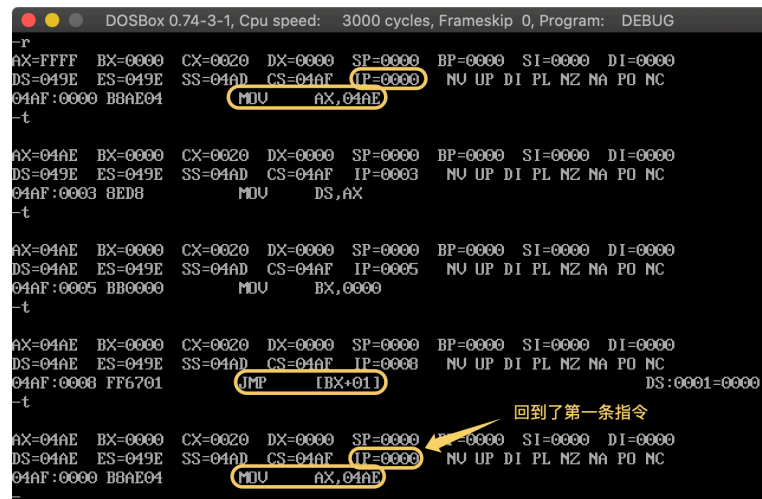 DOSBox 0.74-3-1, Cpu speed: 3000 cycles, Frameskip 0, Program: DEBUG
-r
AX=FFFF BX=0000 CX=0020 DX=0000 SP=0000 BP=0000 SI=0000 DI=0000
DS=049E ES=049E SS=04AD CS=04AF IP=0000 NV UP DI PL NZ NA PO NC
04AF:0000 B8AE04 MOV AX,04AE
-t
AX=04AE BX=0000 CX=0020 DX=0000 SP=0000 BP=0000 SI=0000 DI=0000
DS=049E ES=049E SS=04AD CS=04AF IP=0003 NV UP DI PL NZ NA PO NC
04AF:0003 8ED8 MOV DS,AX
-t
AX=04AE BX=0000 CX=0020 DX=0000 SP=0000 BP=0000 SI=0000 DI=0000
DS=04AE ES=049E SS=04AD CS=04AF IP=0005 NV UP DI PL NZ NA PO NC
04AF:0005 BB0000 MOV BX,0000
-t
AX=04AE BX=0000 CX=0020 DX=0000 SP=0000 BP=0000 SI=0000 DI=0000
DS=04AE ES=049E SS=04AD CS=04AF IP=0008 NV UP DI PL NZ NA PO NC
04AF:0008 FF6701 JMP [BX+01] DS:0001=0000
-t
回到了第一条指令
AX=04AE BX=0000 CX=0020 DX=0000 SP=0000 BP=0000 SI=0000 DI=0000
DS=04AE ES=049E SS=04AD CS=04AF IP=0000 NV UP DI PL NZ NA PO NC
04AF:0000 B8AE04 MOV AX,04AE
-